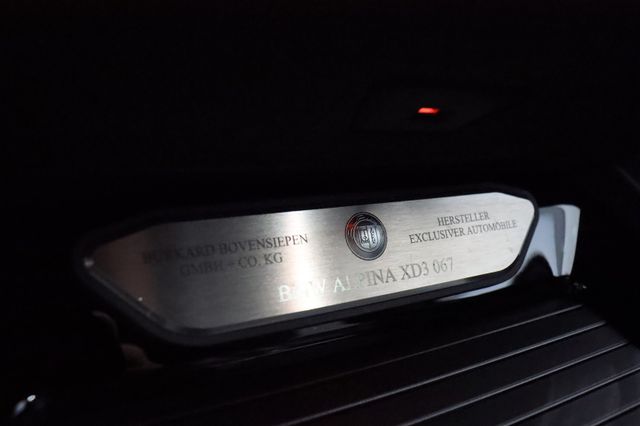 BURKARD BOVENSIEPEN
GMBH + CO. KG
HERSTELLER
EXCLUSIVER AUTOMOBILE
BMW ALPINA XD3 067